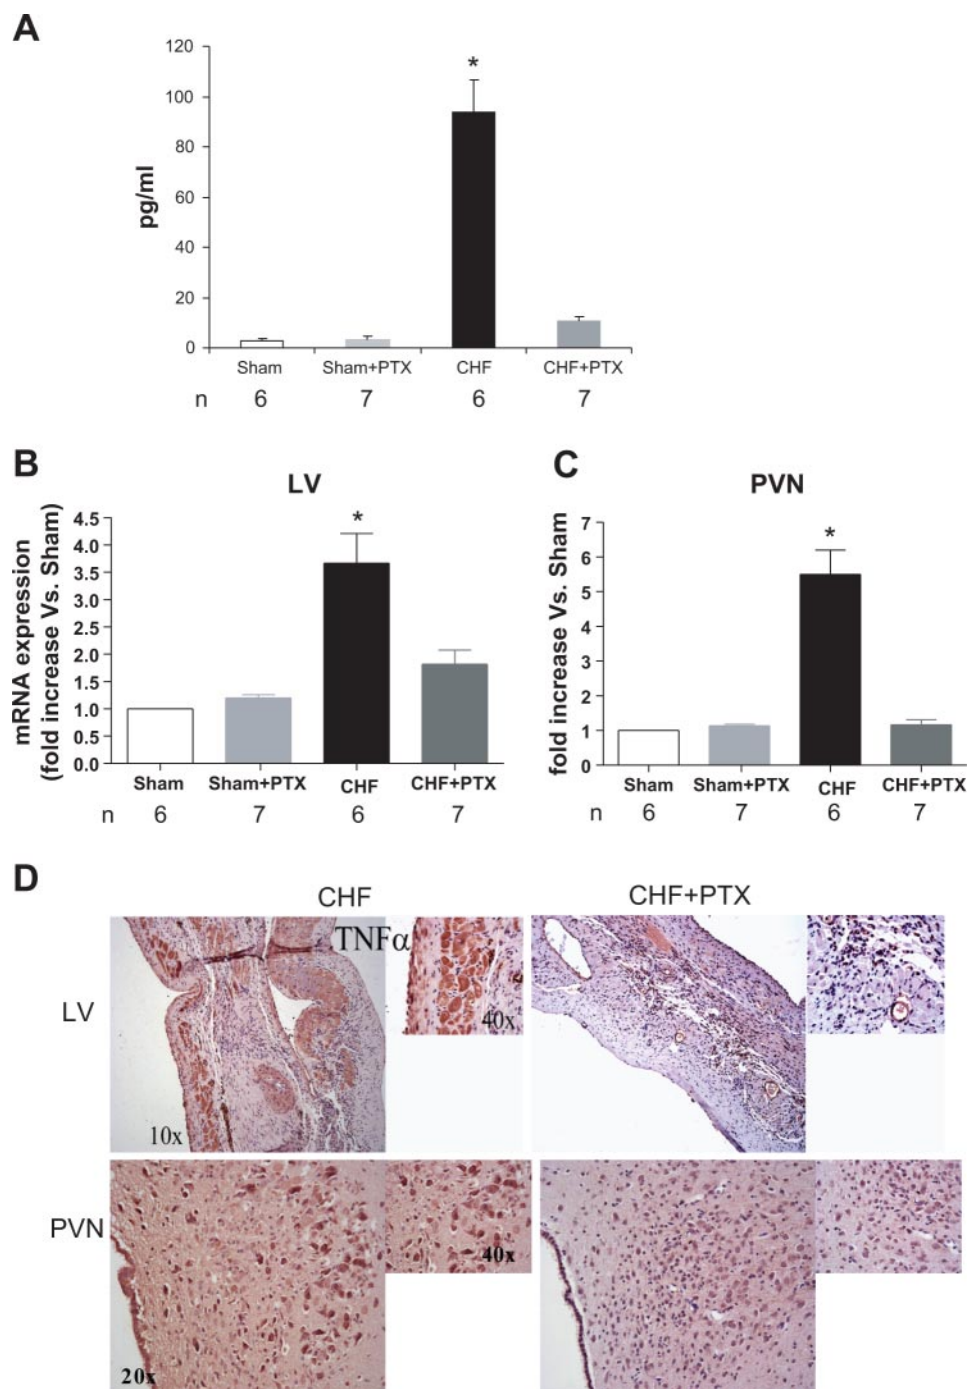 A
120
100
80
60
40
20
0
pg/ml
*
Sham Sham+PTX CHF CHF+PTX
n 6 7 6 7
B
LV
4.5
4.0
3.5
3.0
2.5
2.0
1.5
1.0
0.5
0.0
mRNA expression
(fold increase Vs. Sham)
*
Sham Sham+PTX CHF CHF+PTX
n 6 7 6 7
C
PVN
7
6
5
4
3
2
1
0
fold increase Vs. Sham
*
Sham Sham+PTX CHF CHF+PTX
n 6 7 6 7
D
CHF CHF+PTX
TNFα
LV
40x
10x
PVN
40x
20x